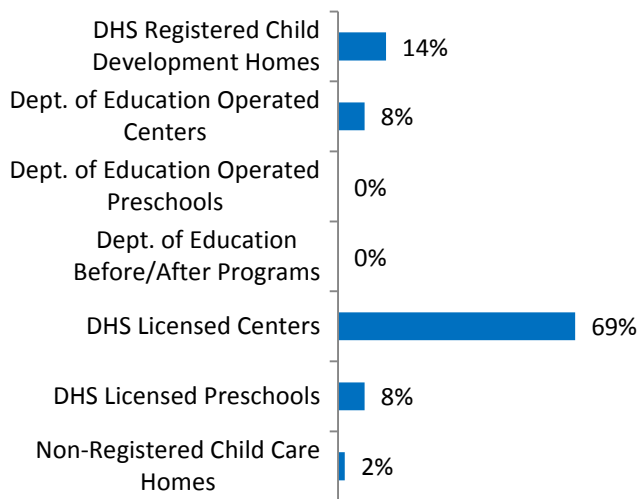 DHS Registered Child
Development Homes
14%
Dept. of Education Operated
Centers
8%
Dept. of Education Operated
Preschools
0%
Dept. of Education
Before/After Programs
0%
DHS Licensed Centers
69%
DHS Licensed Preschools
8%
Non-Registered Child Care
Homes
2%